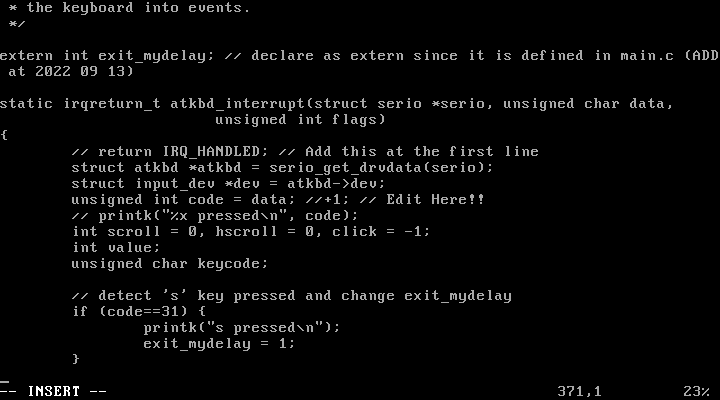 * the keyboard into events.
 */

extern int exit_mydelay; // declare as extern since it is defined in main.c (ADD
 at 2022 09 13)

static irqreturn_t atkbd_interrupt(struct serio *serio, unsigned char data,
                        unsigned int flags)
{
        // return IRQ_HANDLED; // Add this at the first line
        struct atkbd *atkbd = serio_get_drvdata(serio);
        struct input_dev *dev = atkbd->dev;
        unsigned int code = data; //+1; // Edit Here!!
        // printk("%x pressed\n", code);
        int scroll = 0, hscroll = 0, click = -1;
        int value;
        unsigned char keycode;

        // detect 's' key pressed and change exit_mydelay
        if (code==31) {
                printk("s pressed\n");
                exit_mydelay = 1;
        }

-- INSERT --                                                  371,1         23%